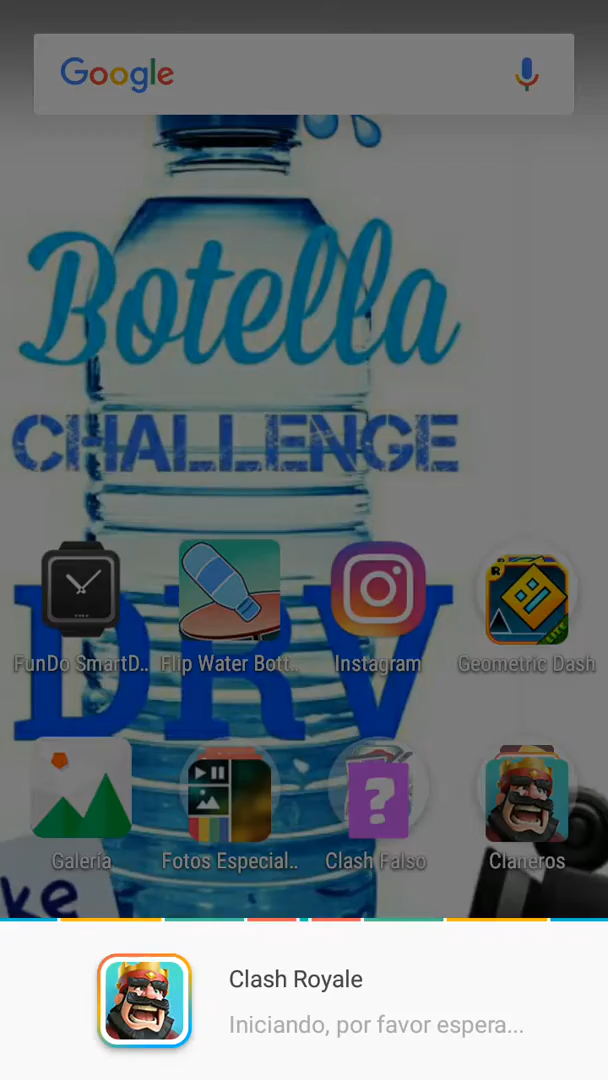 Google
Botella
CHALLENGE
DRV
FunDo SmartD..
Flip Water Bott..
Instagram
Geometric Dash
Galería
Fotos Especial..
Clash Falso
Claneros
ke
Clash Royale
Iniciando, por favor espera...